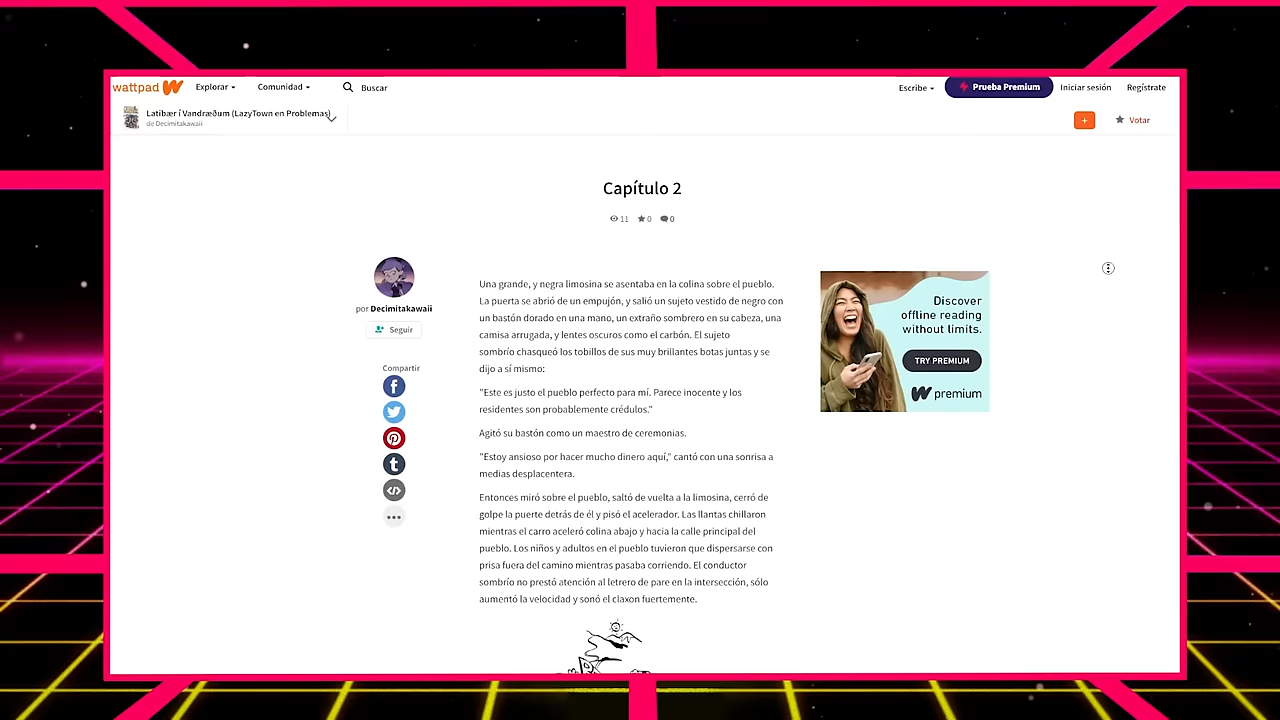 wattpad
Explorar
Comunidad
Buscar
Escribe
Prueba Premium
Iniciar sesión
Regístrate
Latibær í Vandræðum (LazyTown en Problemas)
de Decimitakawaii
+
Votar
Capítulo 2
11
0
0
por Decimitakawaii
Seguir
Compartir
Una grande, y negra limosina se asentaba en la colina sobre el pueblo.
La puerta se abrió de un empujón, y salió un sujeto vestido de negro con
un bastón dorado en una mano, un extraño sombrero en su cabeza, una
camisa arrugada, y lentes oscuros como el carbón. El sujeto
sombrío chasqueó los tobillos de sus muy brillantes botas juntas y se
dijo a sí mismo:
"Este es justo el pueblo perfecto para mí. Parece inocente y los
residentes son probablemente crédulos."
Agitó su bastón como un maestro de ceremonias.
"Estoy ansioso por hacer mucho dinero aquí," cantó con una sonrisa a
medias desplacentera.
Entonces miró sobre el pueblo, saltó de vuelta a la limosina, cerró de
golpe la puerte detrás de él y pisó el acelerador. Las llantas chillaron
mientras el carro aceleró colina abajo y hacia la calle principal del
pueblo. Los niños y adultos en el pueblo tuvieron que dispersarse con
prisa fuera del camino mientras pasaba corriendo. El conductor
sombrío no prestó atención al letrero de pare en la intersección, sólo
aumentó la velocidad y sonó el claxon fuertemente.
Discover
offline reading
without limits.
TRY PREMIUM
premium